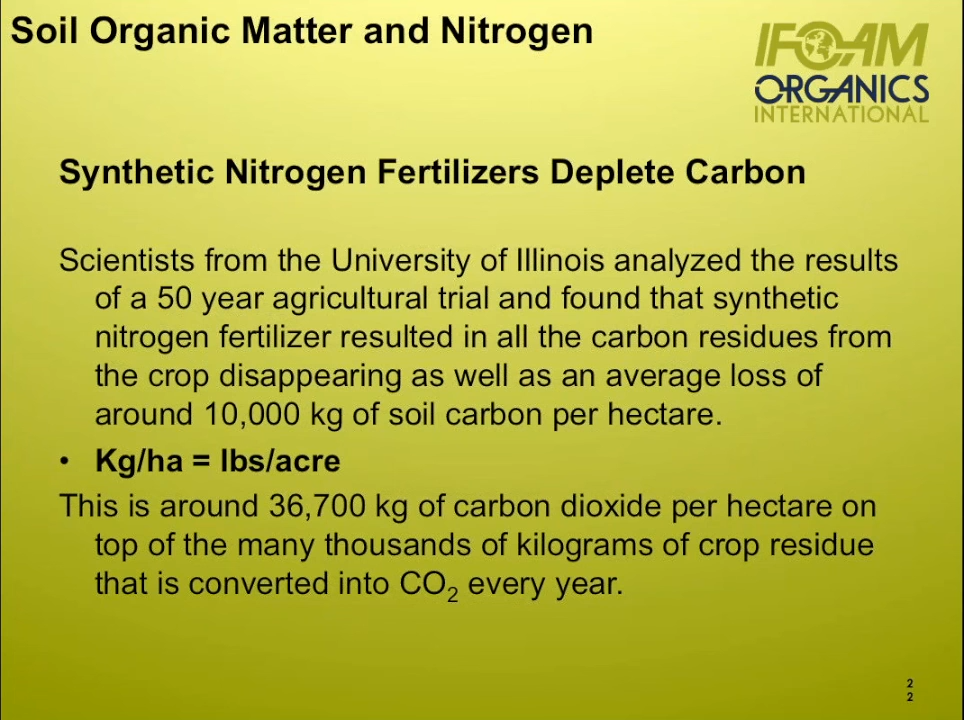 Soil Organic Matter and Nitrogen
IFOAM
ORGANICS
INTERNATIONAL
Synthetic Nitrogen Fertilizers Deplete Carbon
Scientists from the University of Illinois analyzed the results
of a 50 year agricultural trial and found that synthetic
nitrogen fertilizer resulted in all the carbon residues from
the crop disappearing as well as an average loss of
around 10,000 kg of soil carbon per hectare.
• Kg/ha = lbs/acre
This is around 36,700 kg of carbon dioxide per hectare on
top of the many thousands of kilograms of crop residue
that is converted into CO₂ every year.
2
2